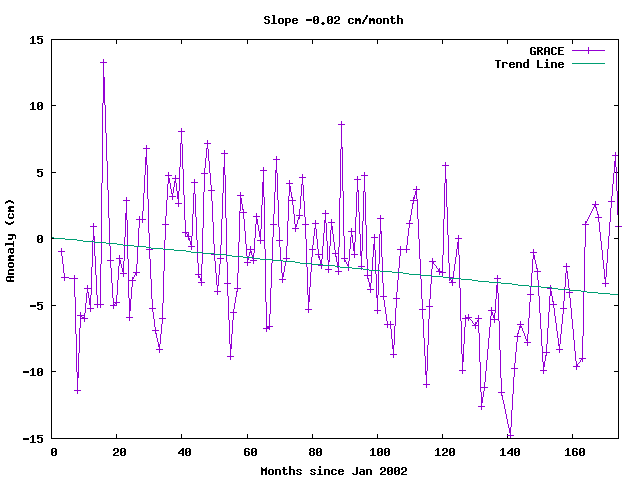 Slope -0.02 cm/month
GRACE
Trend Line
15
10
5
0
-5
-10
-15
Anomaly (cm)
0 20 40 60 80 100 120 140 160
Months since Jan 2002